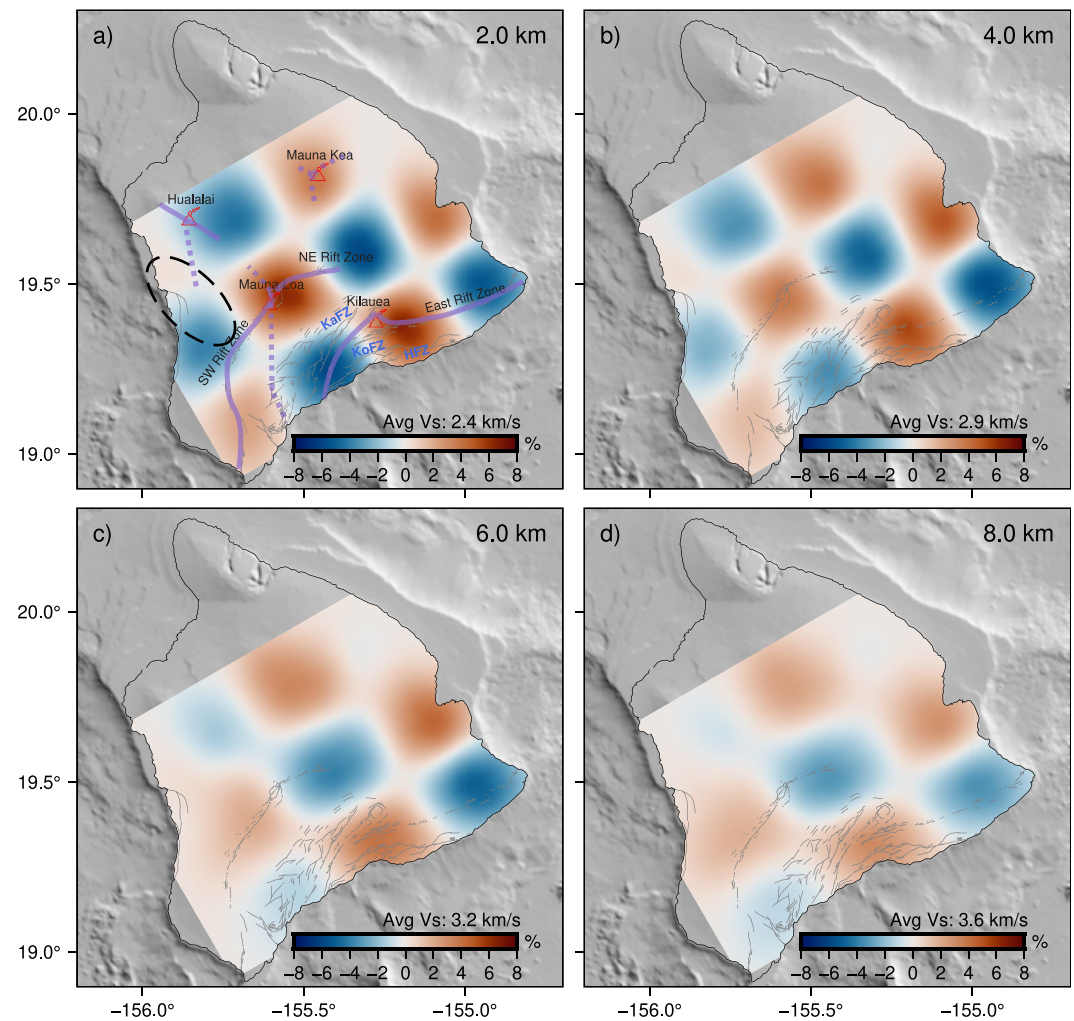 a)
2.0 km
Mauna Kea
Hualalai
NE Rift Zone
Mauna Loa
Kilauea
East Rift Zone
KaFZ
KoFZ
HFZ
SW Rift Zone
Avg Vs: 2.4 km/s
%
−8 −6 −4 −2 0 2 4 6 8
20.0°
19.5°
19.0°
b)
4.0 km
Avg Vs: 2.9 km/s
%
−8 −6 −4 −2 0 2 4 6 8
c)
6.0 km
Avg Vs: 3.2 km/s
%
−8 −6 −4 −2 0 2 4 6 8
20.0°
19.5°
19.0°
−156.0° −155.5° −155.0°
d)
8.0 km
Avg Vs: 3.6 km/s
%
−8 −6 −4 −2 0 2 4 6 8
−156.0° −155.5° −155.0°